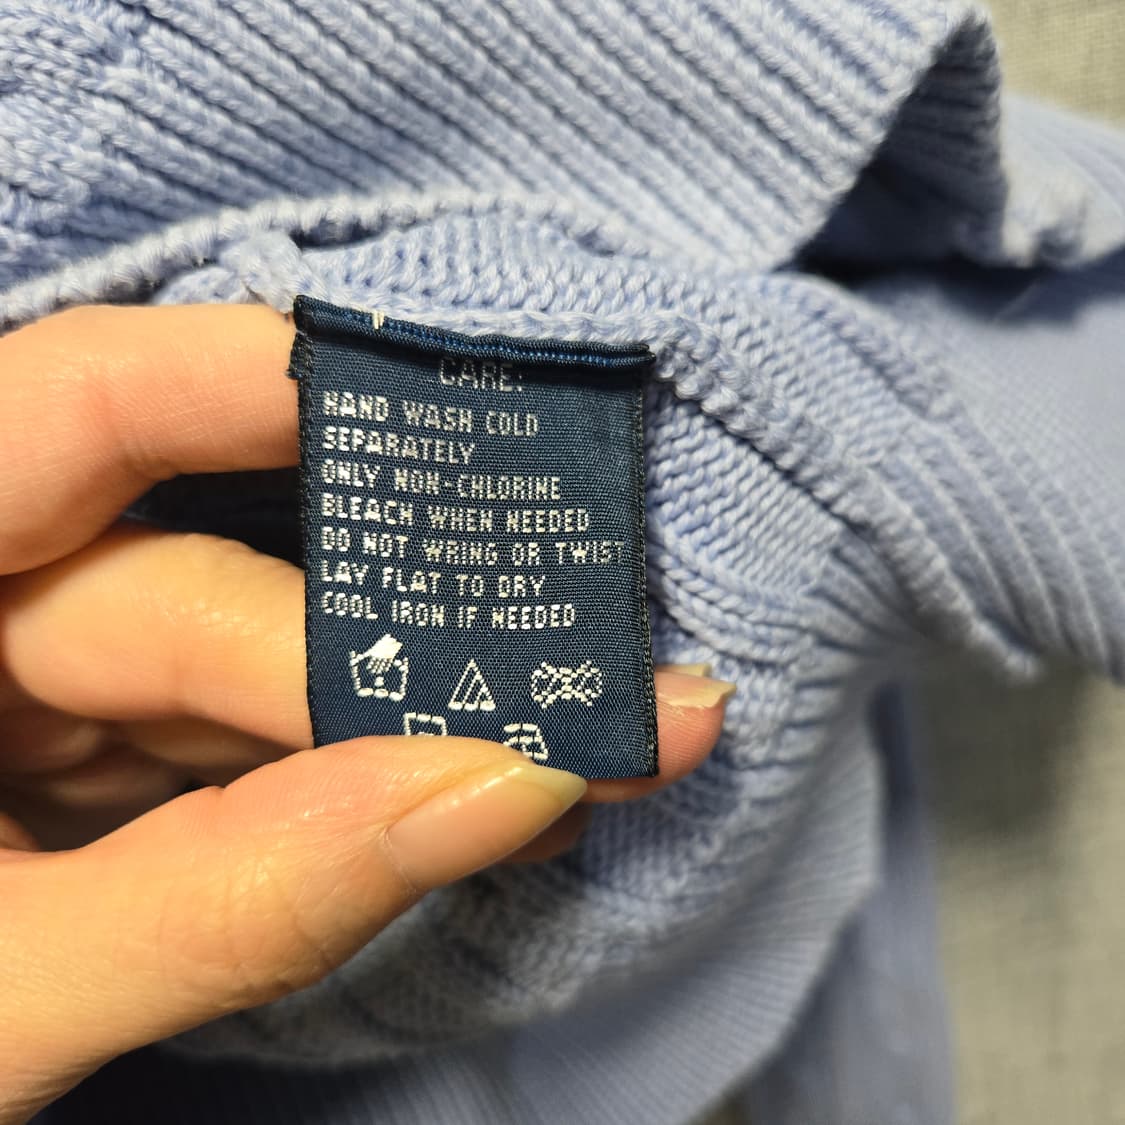 CARE:
HAND WASH COLD
SEPARATELY
ONLY NON-CHLORINE
BLEACH WHEN NEEDED
DO NOT WRING OR TWIST
LAY FLAT TO DRY
COOL IRON IF NEEDED